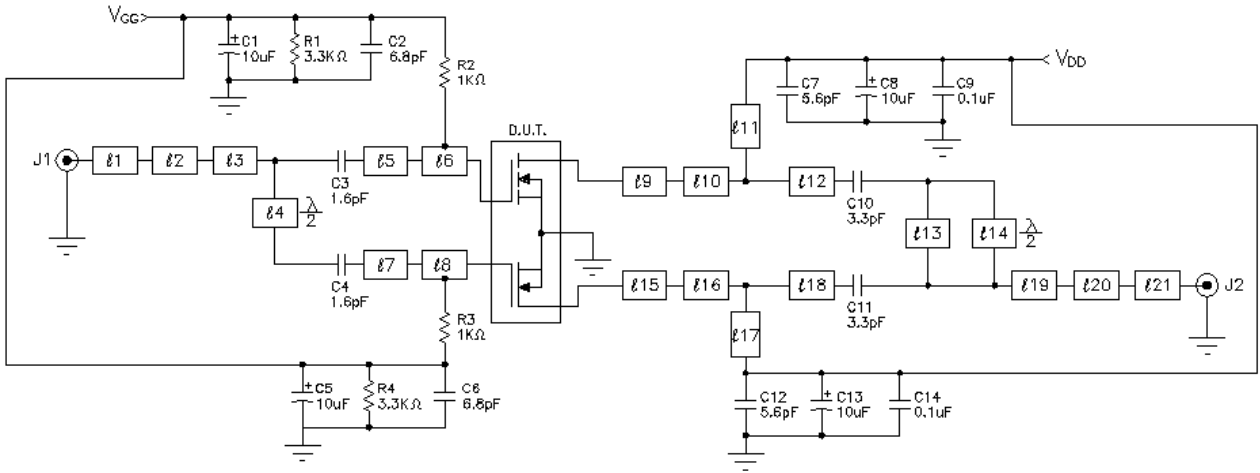 VGG
C1
10uF
R1
3.3KΩ
C2
6.8pF
R2
1KΩ
VDD
C7
5.6pF
C8
10uF
C9
0.1uF
ℓ11
D.U.T.
J1
ℓ1
ℓ2
ℓ3
C3
1.6pF
ℓ5
ℓ6
ℓ9
ℓ10
ℓ12
C10
3.3pF
ℓ4
λ/2
ℓ13
ℓ14
λ/2
C4
1.6pF
ℓ7
ℓ8
ℓ15
ℓ16
ℓ18
C11
3.3pF
ℓ19
ℓ20
ℓ21
J2
R3
1KΩ
ℓ17
C5
10uF
R4
3.3KΩ
C6
6.8pF
C12
5.6pF
C13
10uF
C14
0.1uF